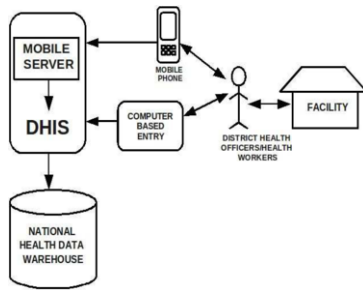 MOBILE
SERVER
DHIS
MOBILE
PHONE
COMPUTER
BASED
ENTRY
DISTRICT HEALTH
OFFICERS/HEALTH
WORKERS
FACILITY
NATIONAL
HEALTH DATA
WAREHOUSE